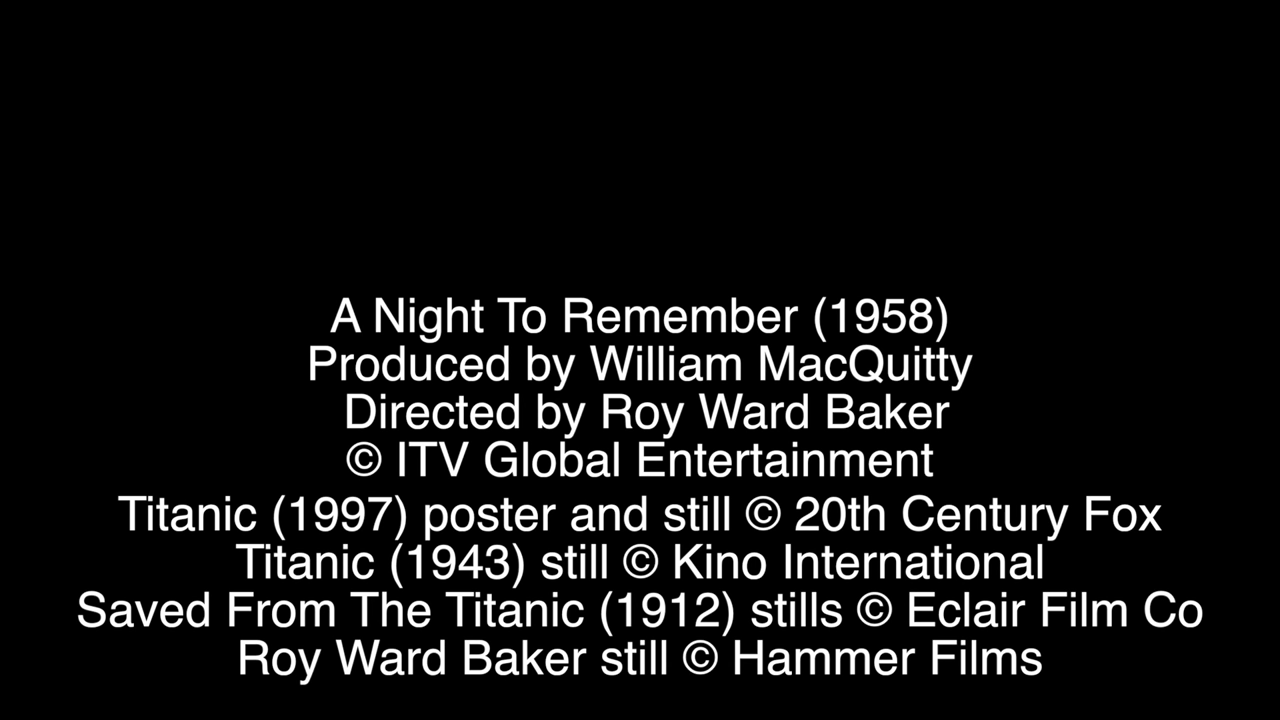 A Night To Remember (1958)
Produced by William MacQuitty
Directed by Roy Ward Baker
© ITV Global Entertainment
Titanic (1997) poster and still © 20th Century Fox
Titanic (1943) still © Kino International
Saved From The Titanic (1912) stills © Eclair Film Co
Roy Ward Baker still © Hammer Films